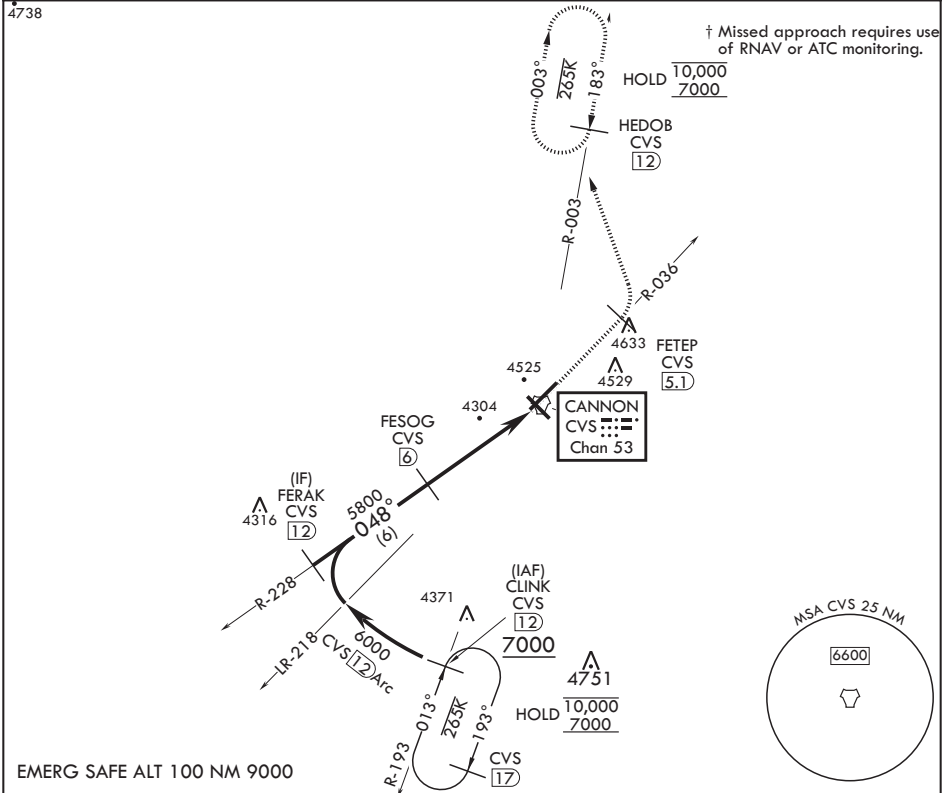 4738
† Missed approach requires use
of RNAV or ATC monitoring.
003°
265K
183°
HOLD
10,000
7000
HEDOB
CVS
12
R-003
R-036
4633
FETEP
CVS
5.1
4529
4525
4304
CANNON
CVS
Chan 53
FESOG
CVS
6
(IF)
FERAK
CVS
12
4316
5800
048°
(6)
R-228
LR-218
6000
CVS 12 Arc
4371
(IAF)
CLINK
CVS
12
7000
4751
HOLD
10,000
7000
013°
265K
193°
R-193
CVS
17
MSA CVS 25 NM
6600
EMERG SAFE ALT 100 NM 9000